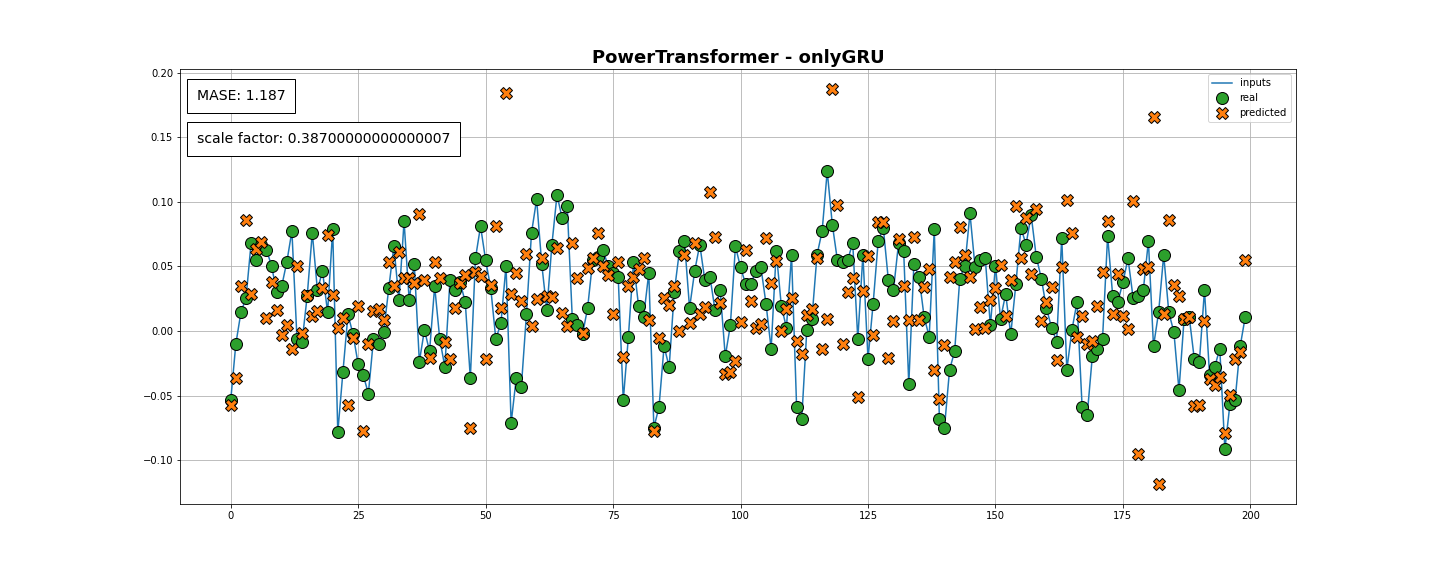 PowerTransformer - onlyGRU
MASE: 1.187
scale factor: 0.38700000000000007
inputs
real
predicted
0.20
0.15
0.10
0.05
0.00
−0.05
−0.10
0 25 50 75 100 125 150 175 200